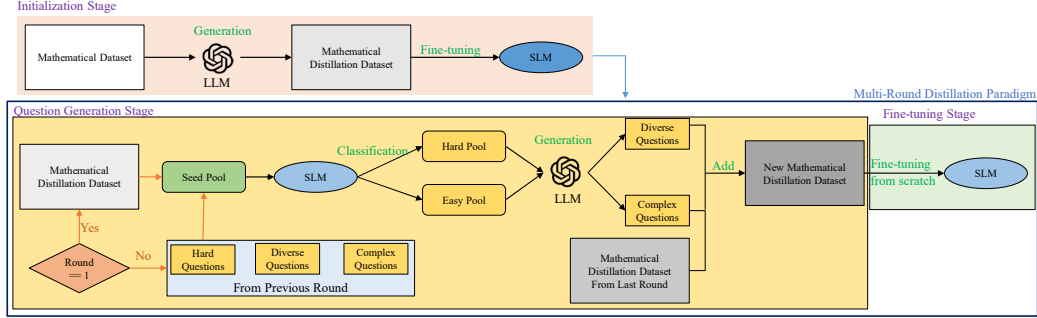 Initialization Stage
Mathematical Dataset
Generation
LLM
Mathematical
Distillation Dataset
Fine-tuning
SLM
Multi-Round Distillation Paradigm
Question Generation Stage
Fine-tuning Stage
Mathematical
Distillation Dataset
Seed Pool
SLM
Classification
Hard Pool
Easy Pool
Generation
LLM
Diverse
Questions
Complex
Questions
Add
New Mathematical
Distillation Dataset
Fine-tuning
from scratch
SLM
Yes
Round
== 1
No
Hard
Questions
Diverse
Questions
Complex
Questions
From Previous Round
Mathematical
Distillation Dataset
From Last Round